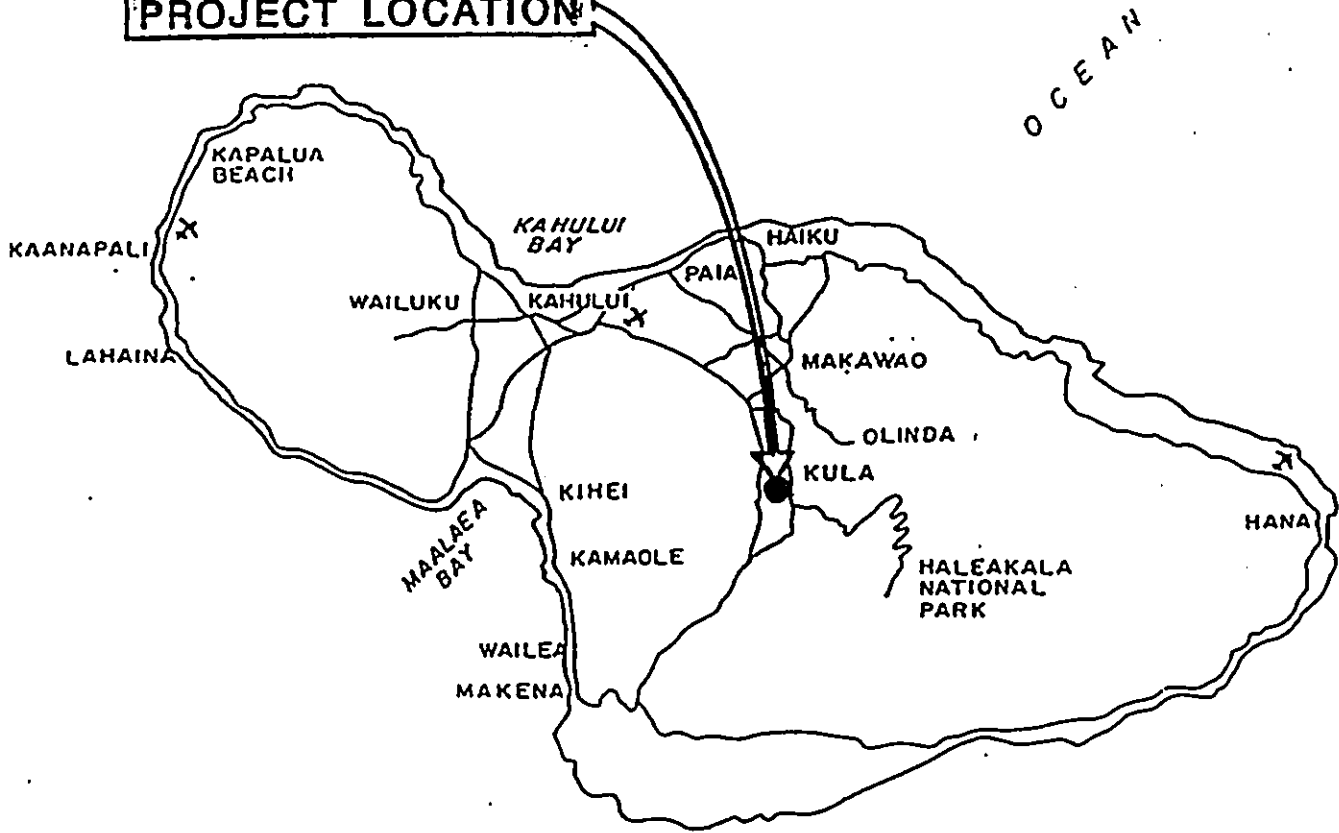 PROJECT LOCATION
OCEAN
KAPALUA
BEACH
KAHULUI
BAY
KAANAPALI
HAIKU
PAIA
WAILUKU
KAHULUI
LAHAINA
MAKAWAO
OLINDA
KULA
KIHEI
HANA
MAALAEA
BAY
KAMAOLE
HALEAKALA
NATIONAL
PARK
WAILEA
MAKENA